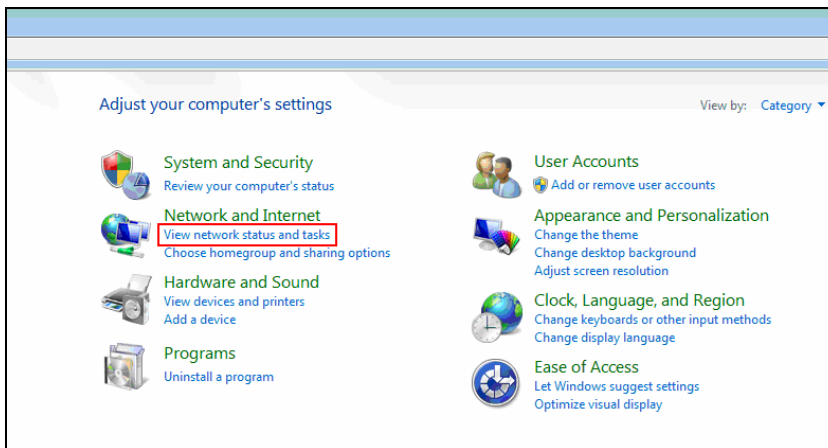 Adjust your computer's settings
View by: Category
System and Security
Review your computer's status
Network and Internet
View network status and tasks
Choose homegroup and sharing options
Hardware and Sound
View devices and printers
Add a device
Programs
Uninstall a program
User Accounts
Add or remove user accounts
Appearance and Personalization
Change the theme
Change desktop background
Adjust screen resolution
Clock, Language, and Region
Change keyboards or other input methods
Change display language
Ease of Access
Let Windows suggest settings
Optimize visual display